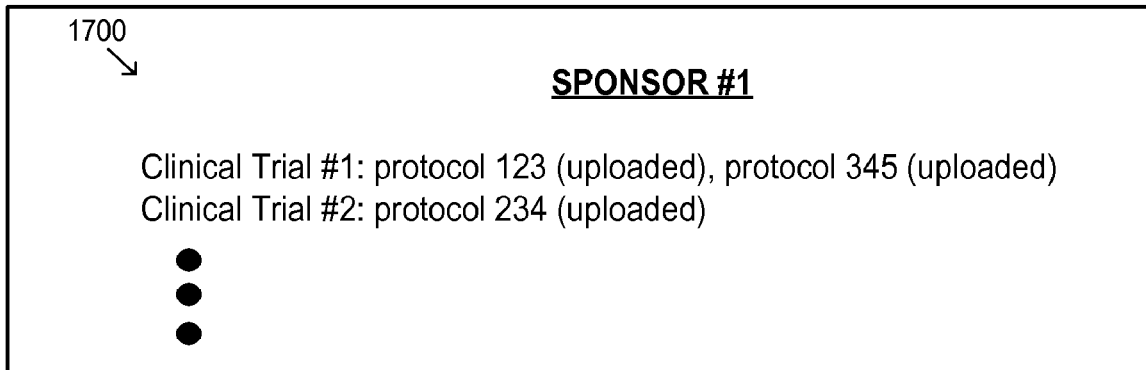 1700
SPONSOR #1
Clinical Trial #1: protocol 123 (uploaded), protocol 345 (uploaded)
Clinical Trial #2: protocol 234 (uploaded)